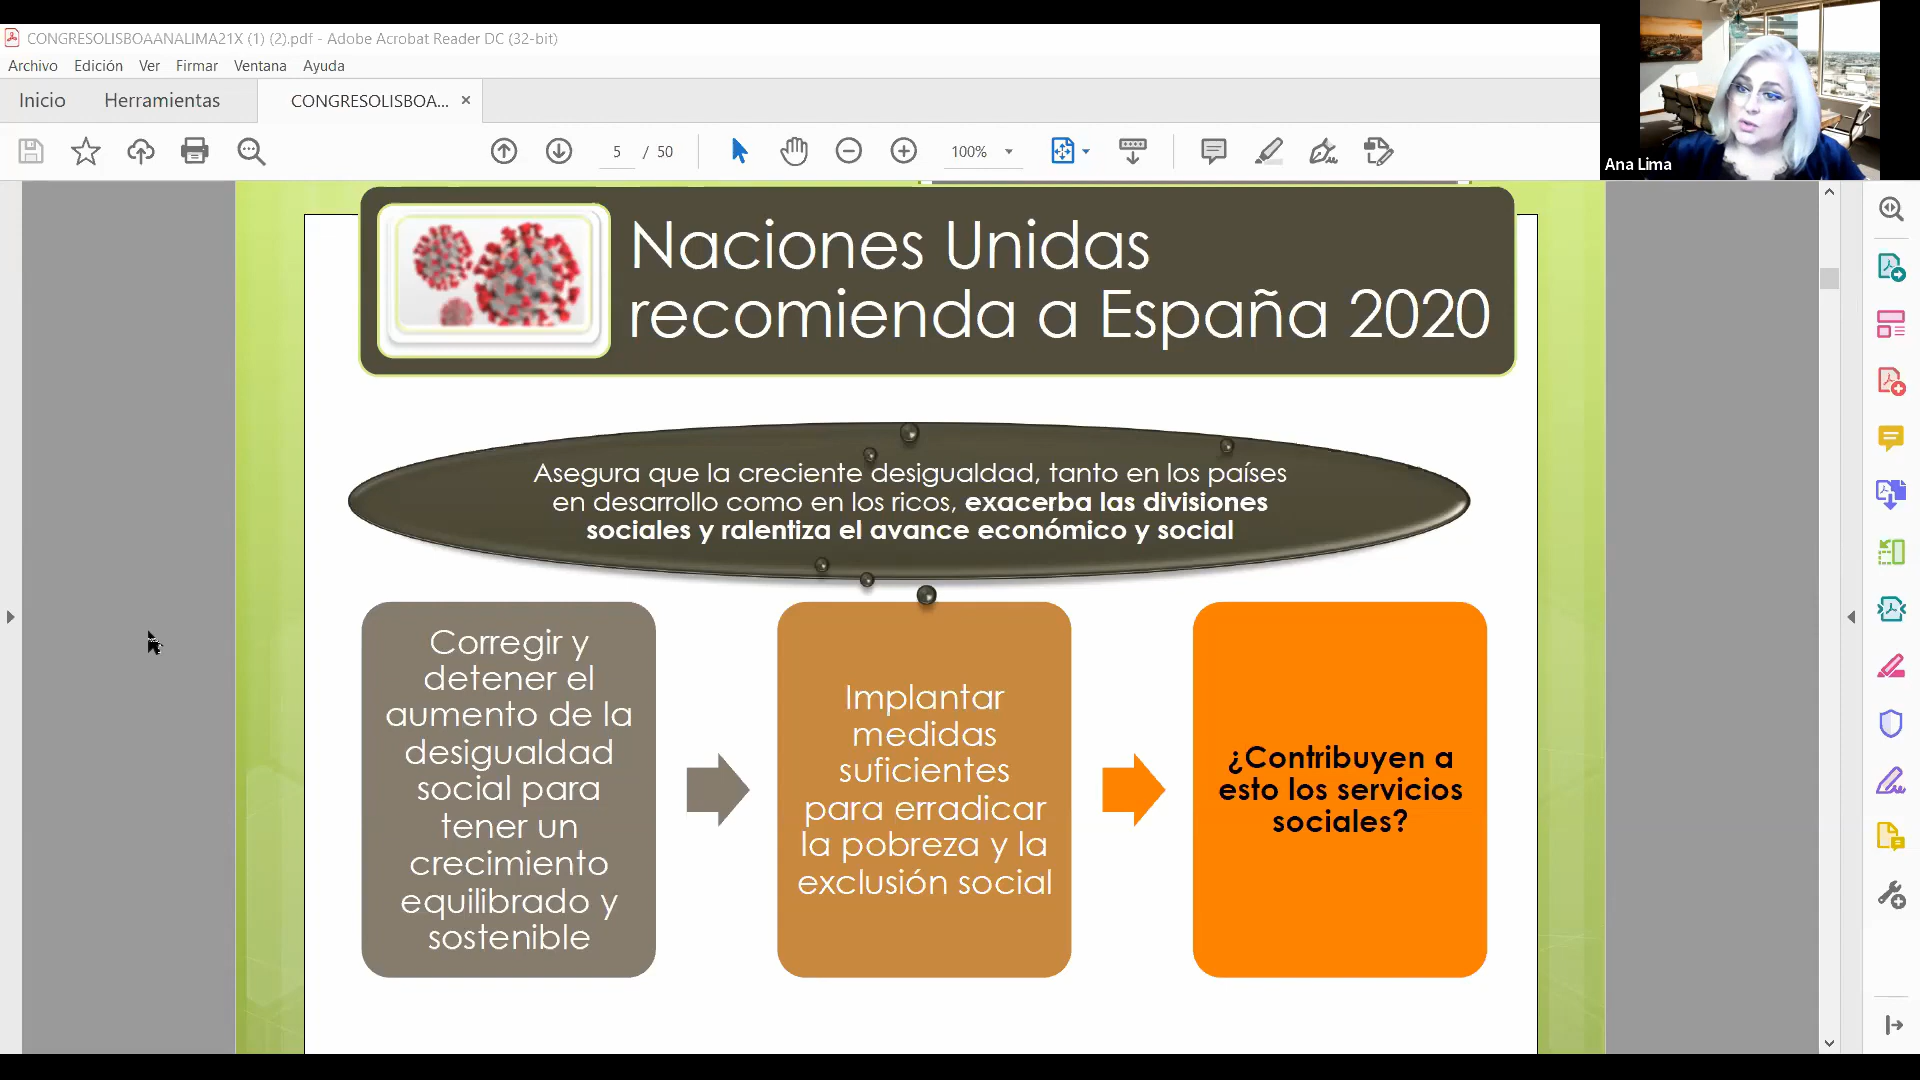 CONGRESOLISBOAANALIMA21X (1) (2).pdf - Adobe Acrobat Reader DC (32-bit)
Archivo Edición Ver Firmar Ventana Ayuda
Inicio Herramientas CONGRESOLISBOA... ×
5 / 50 100%
Ana Lima
Naciones Unidas
recomienda a España 2020
Asegura que la creciente desigualdad, tanto en los países
en desarrollo como en los ricos, exacerba las divisiones
sociales y ralentiza el avance económico y social
Corregir y
detener el
aumento de la
desigualdad
social para
tener un
crecimiento
equilibrado y
sostenible
Implantar
medidas
suficientes
para erradicar
la pobreza y la
exclusión social
¿Contribuyen a
esto los servicios
sociales?